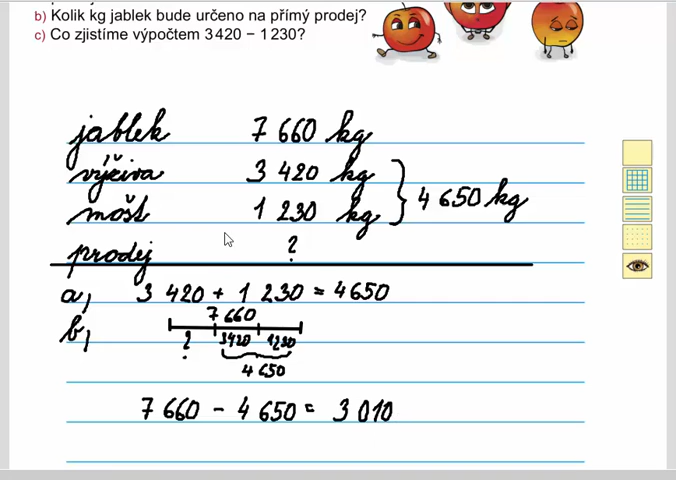 b) Kolik kg jablek bude určeno na přímý prodej?
c) Co zjistíme výpočtem 3 420 − 1 230?
jablek 7 660 kg
výživa 3 420 kg
mošt 1 230 kg } 4 650 kg
prodej ?
a, 3 420 + 1 230 = 4650
b, 7 660
? 3420 1230
4 650
7 660 - 4 650 = 3 010